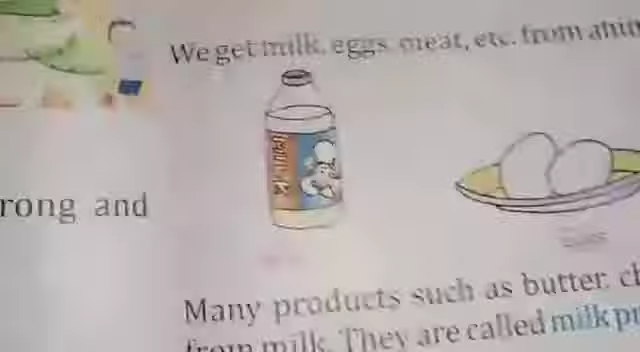 We get milk, eggs, meat, etc. from
rong and
Many products such as butter,
from milk. They are called milk